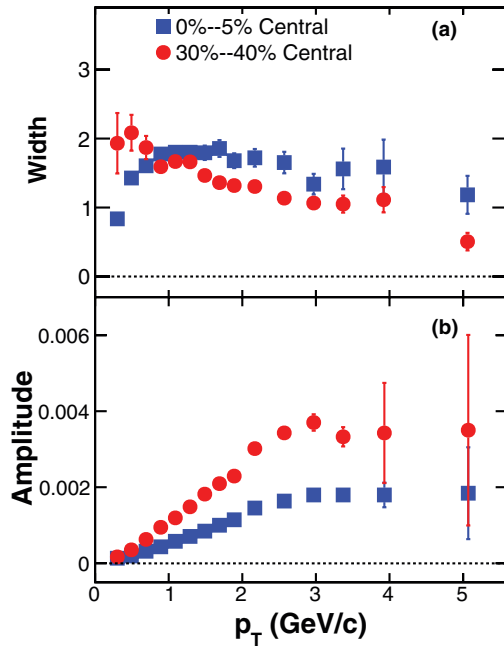 (a)
0%--5% Central
30%--40% Central
3
2
1
0
Width
(b)
0.006
0.004
0.002
0
Amplitude
0 1 2 3 4 5
p_T (GeV/c)